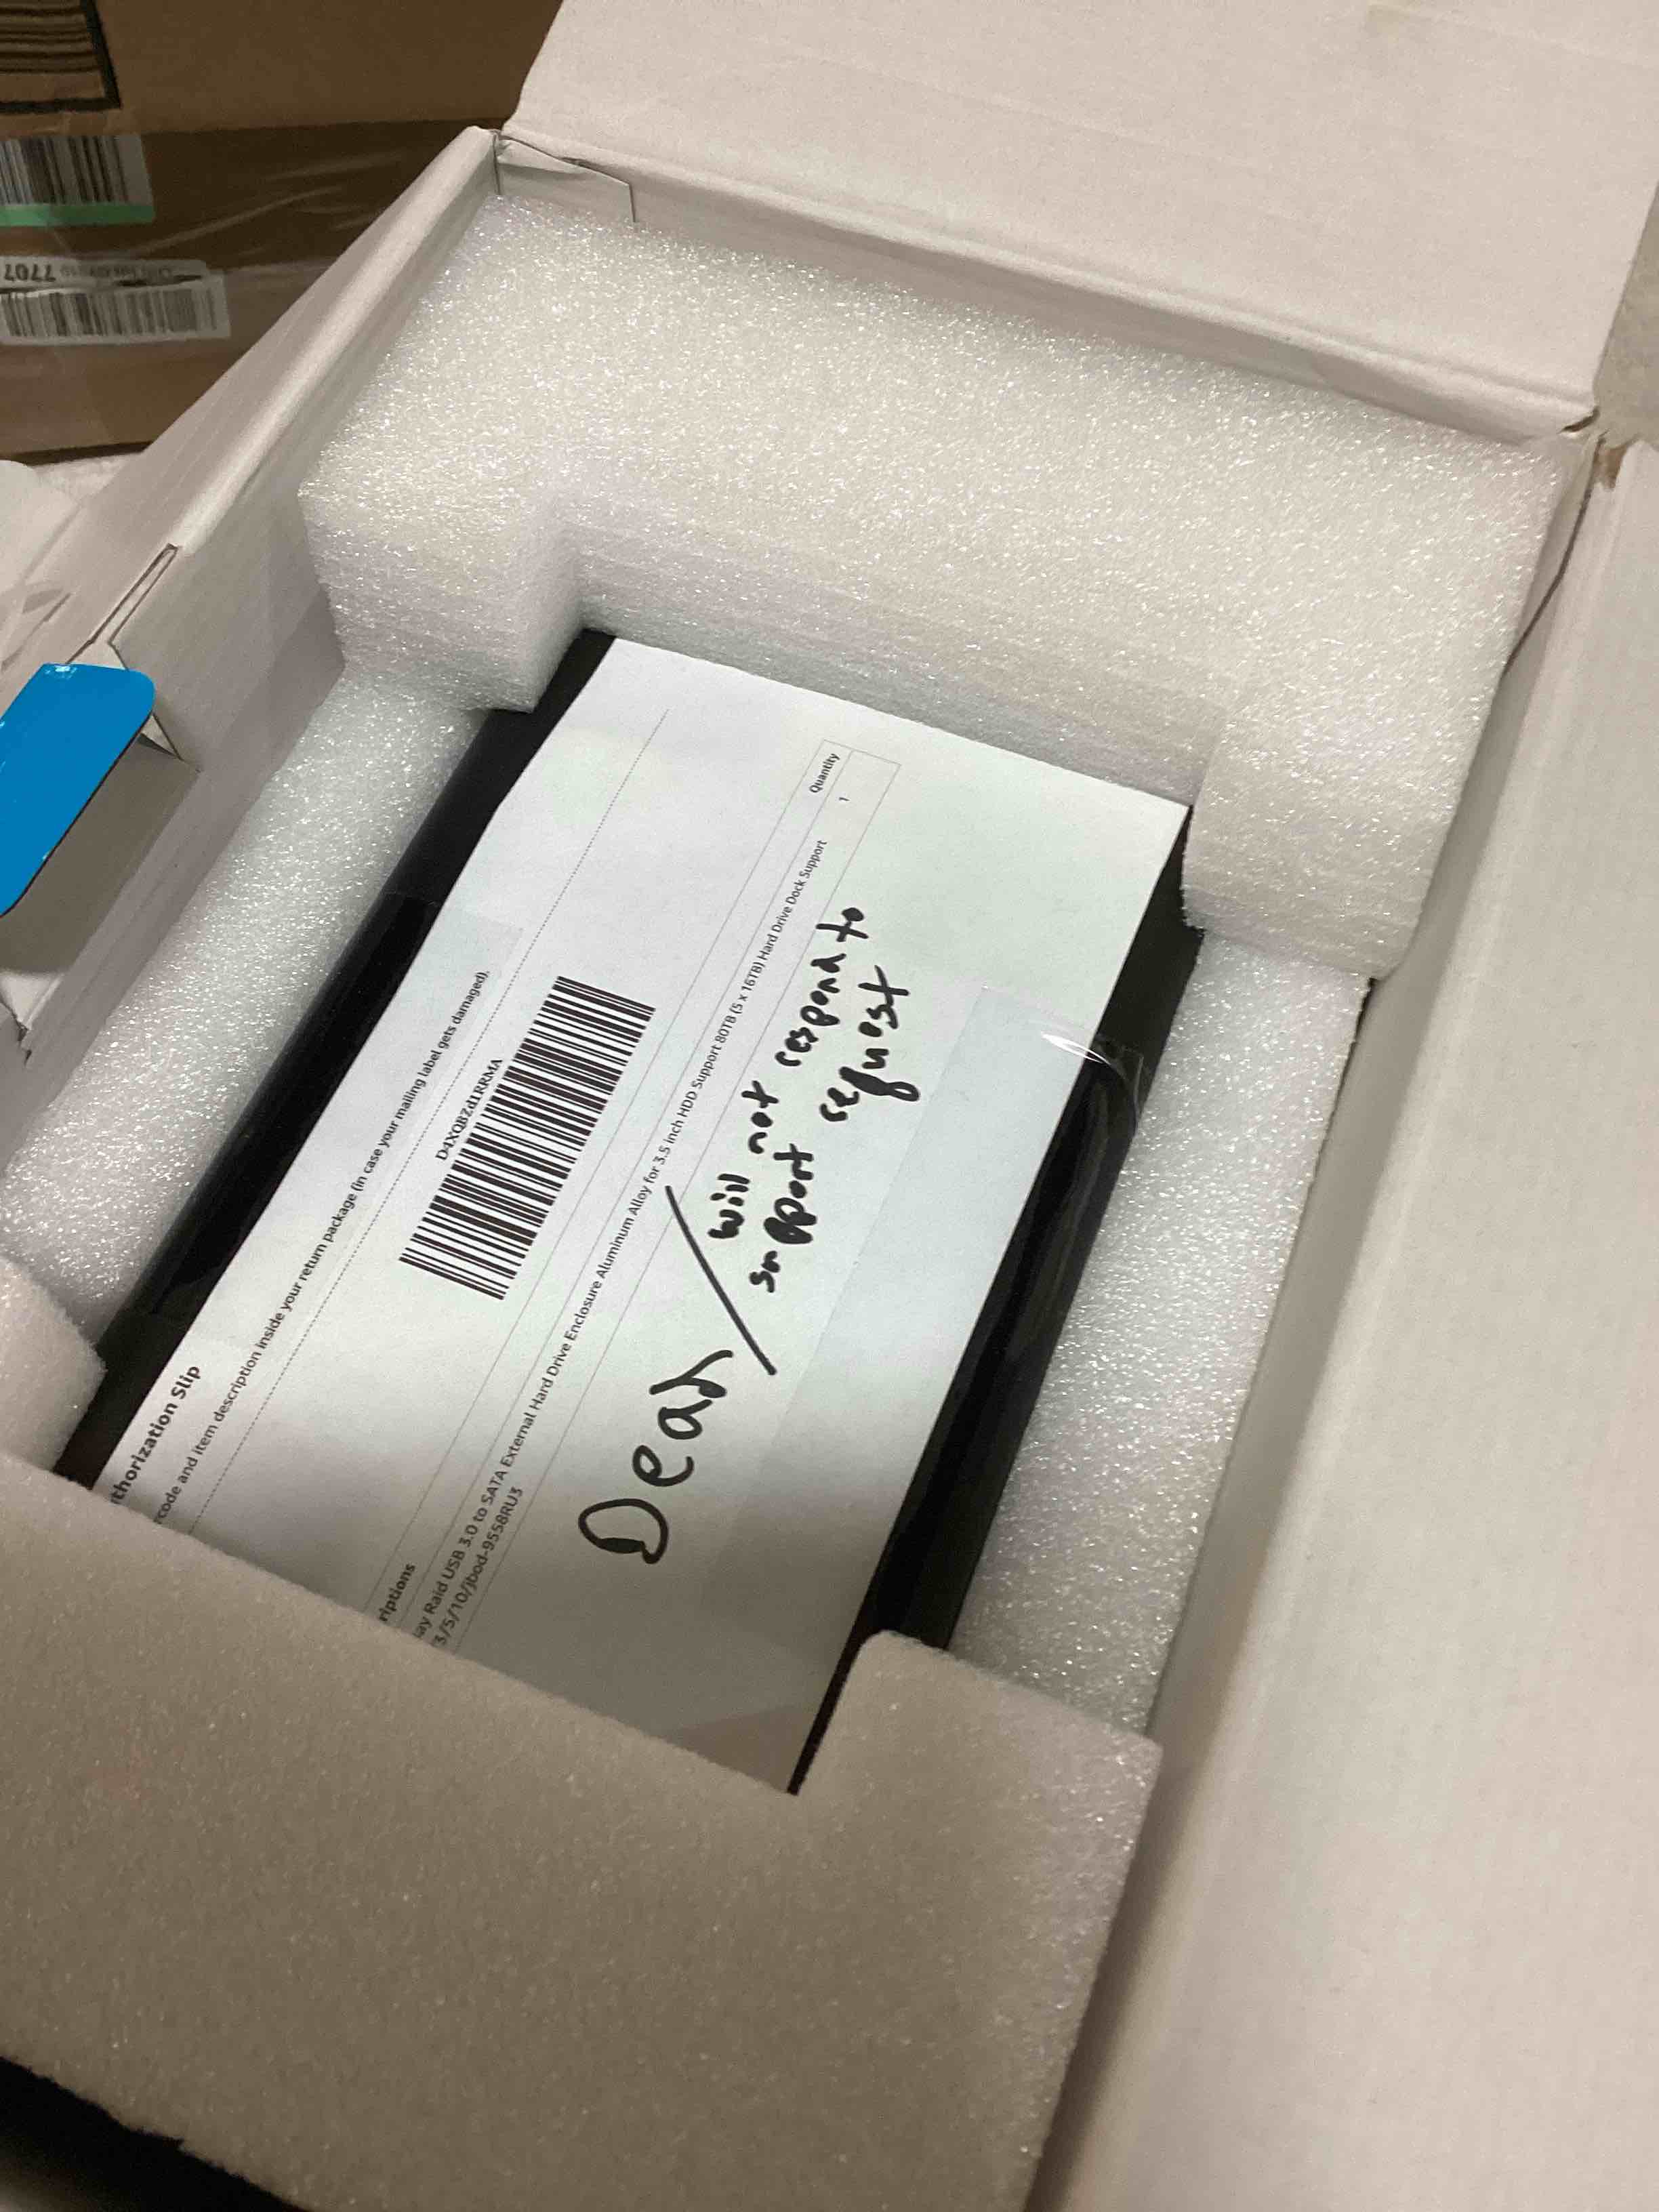 7707
thorization Slip
rcode and item description inside your return package (in case your mailing label gets damaged).
D4XQBZd1RRMA
riptions
Quantity
ay Raid USB 3.0 to SATA External Hard Drive Enclosure Aluminum Alloy for 3.5 inch HDD Support 80TB (5 x 16TB) Hard Drive Dock Support
1
3/5/10/jbod-9558RU3
Dead / will not respond to
support request